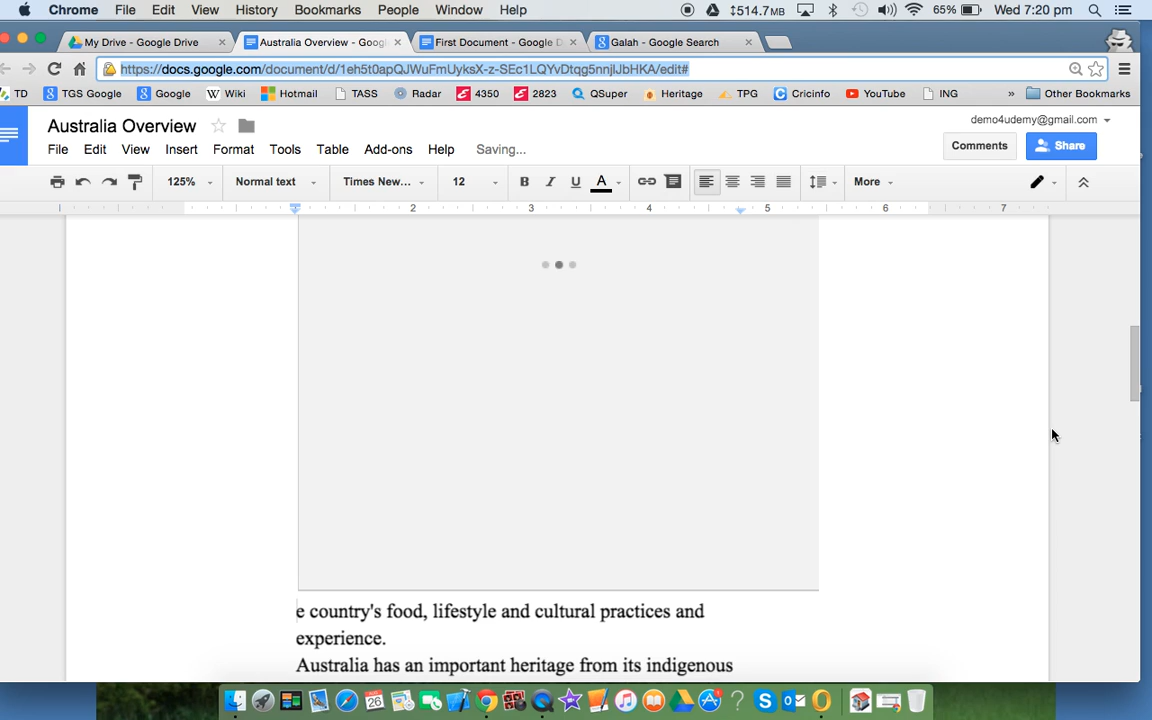 Chrome File Edit View History Bookmarks People Window Help ↕514.7MB 65% Wed 7:20 pm
My Drive - Google Drive × Australia Overview - Goog × First Document - Google D × Galah - Google Search ×
https://docs.google.com/document/d/1eh5t0apQJWuFmUyksX-z-SEc1LQYvDtqg5nnjlJbHKA/edit#
TD TGS Google Google Wiki Hotmail TASS Radar 4350 2823 QSuper Heritage TPG Cricinfo YouTube ING » Other Bookmarks
Australia Overview
demo4udemy@gmail.com
File Edit View Insert Format Tools Table Add-ons Help Saving...
Comments Share
125% Normal text Times New... 12 B I U A More
2 3 4 5 6 7
e country's food, lifestyle and cultural practices and
experience.
Australia has an important heritage from its indigenous
26